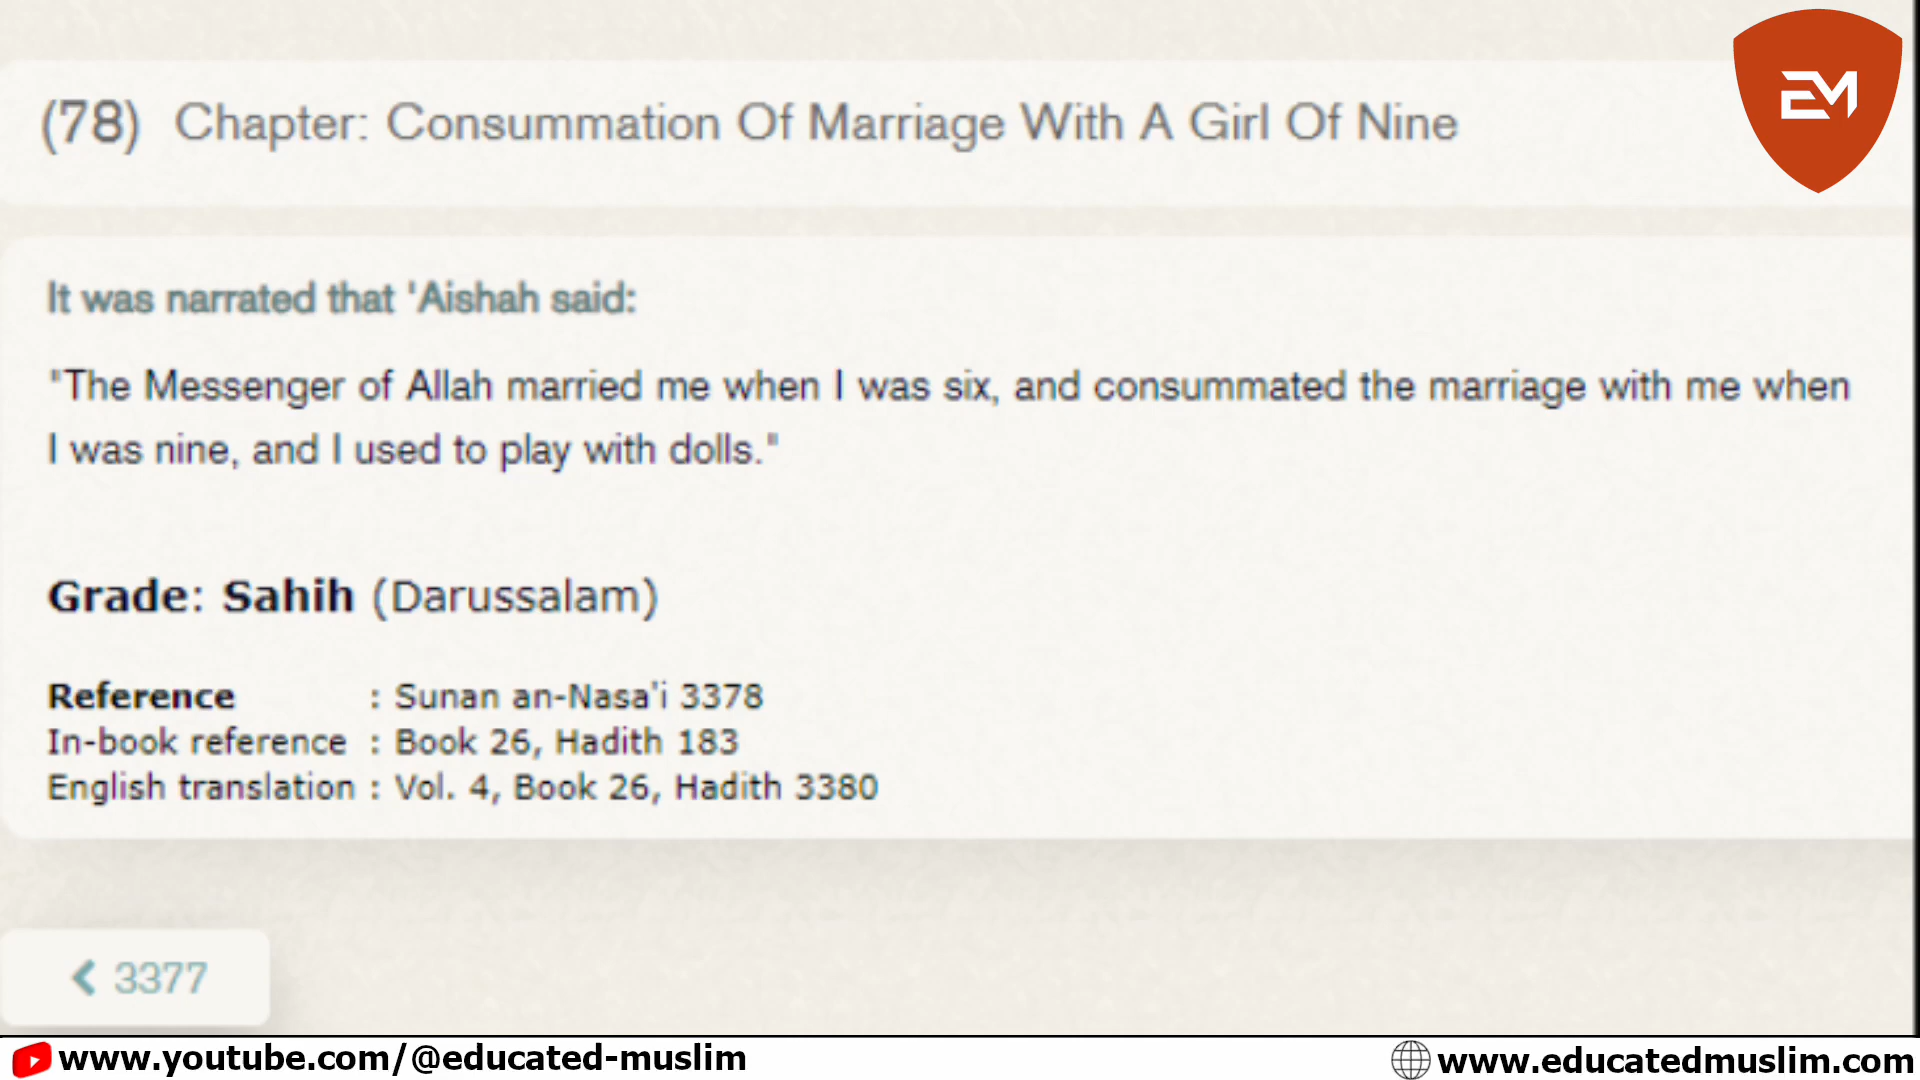 (78) Chapter: Consummation Of Marriage With A Girl Of Nine
EM
It was narrated that 'Aishah said:
"The Messenger of Allah married me when I was six, and consummated the marriage with me when
I was nine, and I used to play with dolls."
Grade: Sahih (Darussalam)
Reference : Sunan an-Nasa'i 3378
In-book reference : Book 26, Hadith 183
English translation : Vol. 4, Book 26, Hadith 3380
3377
www.youtube.com/@educated-muslim
www.educatedmuslim.com